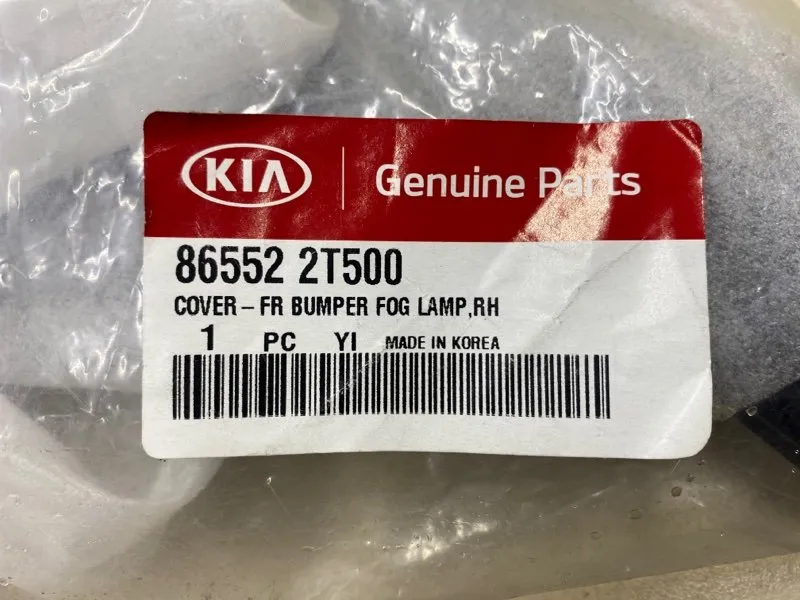 KIA Genuine Parts
86552 2T500
COVER-FR BUMPER FOG LAMP,RH
1 PC YI MADE IN KOREA